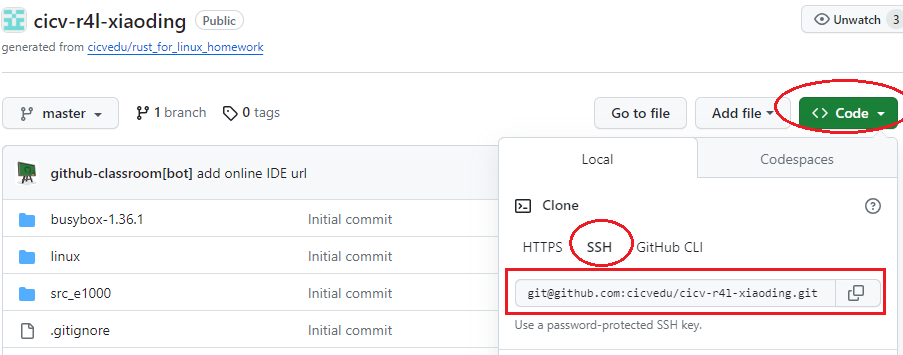 cicv-r4l-xiaoding Public
Unwatch 3
generated from cicvedu/rust_for_linux_homework
master
1 branch
0 tags
Go to file
Add file
<> Code
github-classroom[bot] add online IDE url
busybox-1.36.1 Initial commit
linux Initial commit
src_e1000 Initial commit
.gitignore Initial commit
Local Codespaces
Clone
HTTPS SSH GitHub CLI
git@github.com:cicvedu/cicv-r4l-xiaoding.git
Use a password-protected SSH key.